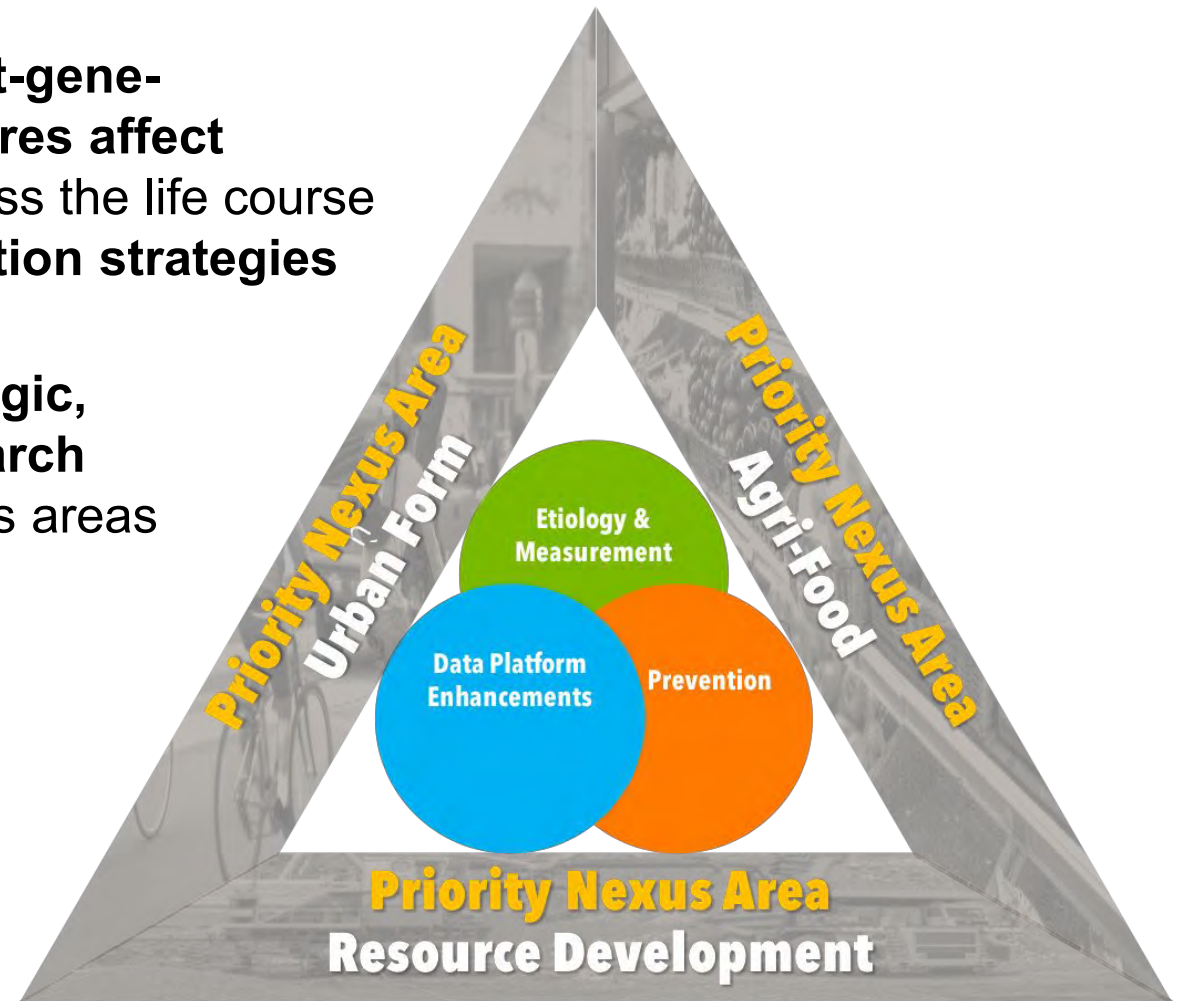 t-gene-
res affect
ss the life course
tion strategies
gic,
arch
s areas
Priority Nexus Area
Urban Form
Priority Nexus Area
Agri-Food
Etiology &
Measurement
Data Platform
Enhancements
Prevention
Priority Nexus Area
Resource Development